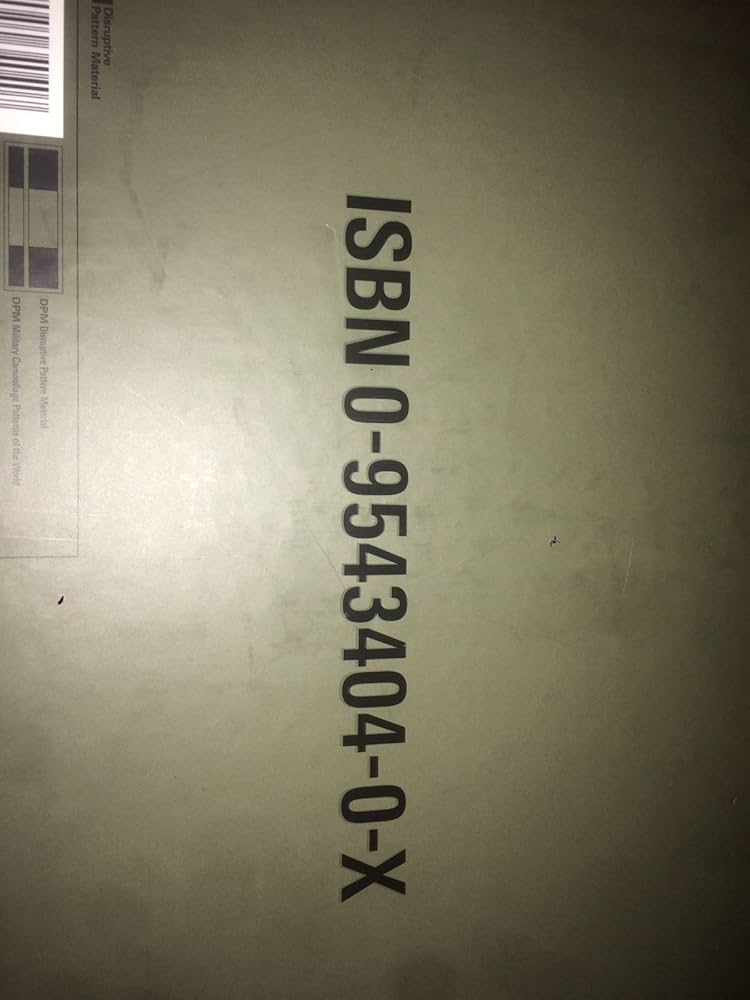 Disruptive
Pattern Material
ISBN 0-9543404-0-X
DPM Disruptive Pattern Material
DPM Military Camouflage Patterns of the World